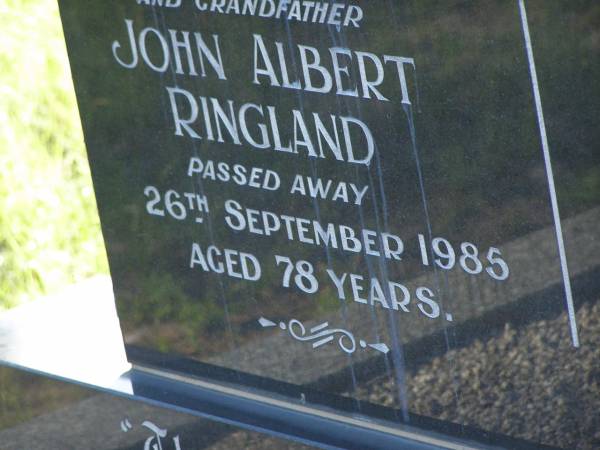 AND GRANDFATHER
JOHN ALBERT
RINGLAND
PASSED AWAY
26TH SEPTEMBER 1985
AGED 78 YEARS.